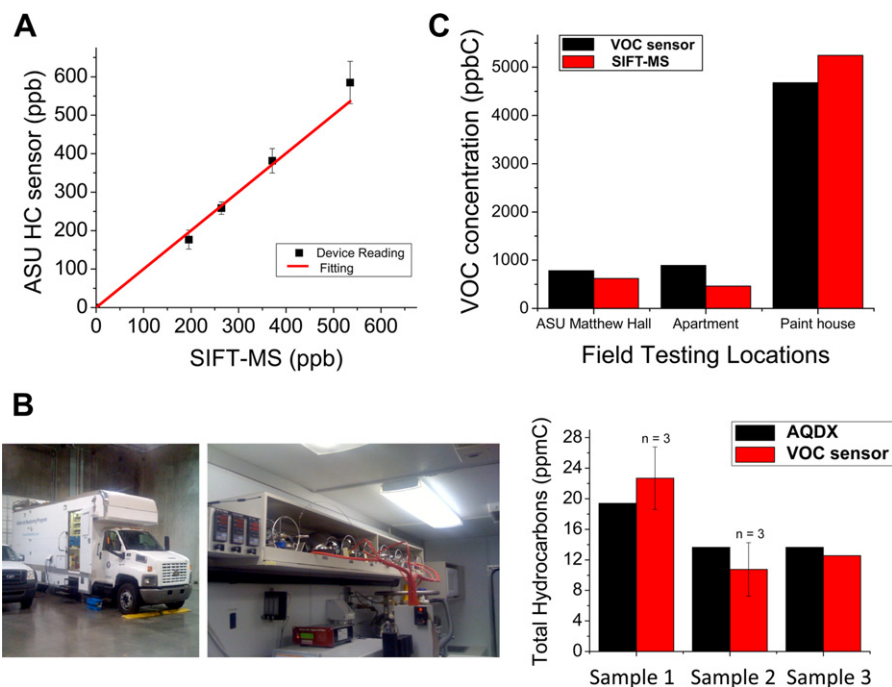 A
ASU HC sensor (ppb)
600
500
400
300
200
100
0
0 100 200 300 400 500 600
SIFT-MS (ppb)
Device Reading
Fitting
C
VOC concentration (ppbC)
5000
4000
3000
2000
1000
0
VOC sensor
SIFT-MS
ASU Matthew Hall Apartment Paint house
Field Testing Locations
B
Total Hydrocarbons (ppmC)
28
24
20
16
12
8
4
0
AQDX
VOC sensor
n = 3
n = 3
Sample 1 Sample 2 Sample 3